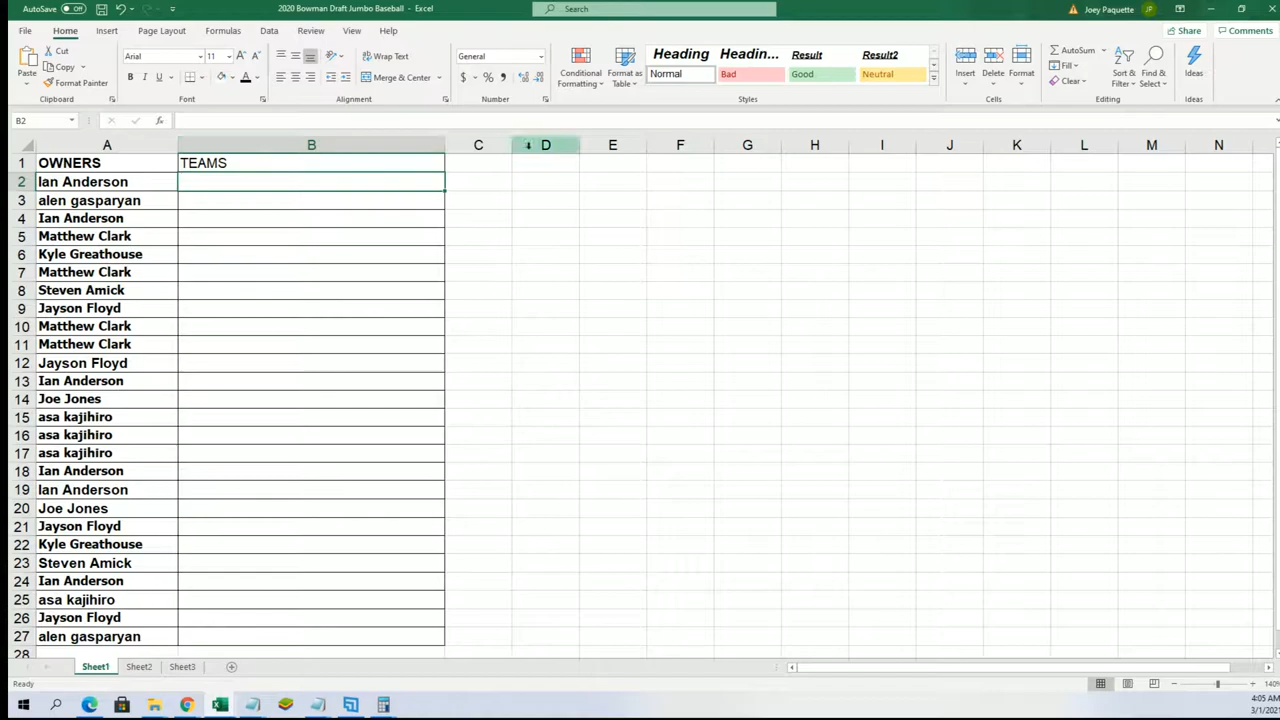 AutoSave Off 2020 Bowman Draft Jumbo Baseball - Excel Search Joey Paquette JP
File Home Insert Page Layout Formulas Data Review View Help Share Comments
Paste Cut Copy Format Painter
Arial 11 B I U A
Wrap Text Merge & Center
General $ % ,
Conditional Formatting Format as Table
Heading Headin... Result Result2
Normal Bad Good Neutral
Insert Delete Format
AutoSum Fill Clear Sort & Filter Find & Select Ideas
Clipboard Font Alignment Number Styles Cells Editing Ideas
B2 fx
A B C D E F G H I J K L M N
1 OWNERS TEAMS
2 Ian Anderson
3 alen gasparyan
4 Ian Anderson
5 Matthew Clark
6 Kyle Greathouse
7 Matthew Clark
8 Steven Amick
9 Jayson Floyd
10 Matthew Clark
11 Matthew Clark
12 Jayson Floyd
13 Ian Anderson
14 Joe Jones
15 asa kajihiro
16 asa kajihiro
17 asa kajihiro
18 Ian Anderson
19 Ian Anderson
20 Joe Jones
21 Jayson Floyd
22 Kyle Greathouse
23 Steven Amick
24 Ian Anderson
25 asa kajihiro
26 Jayson Floyd
27 alen gasparyan
28
Sheet1 Sheet2 Sheet3
Ready 140%
4:05 AM